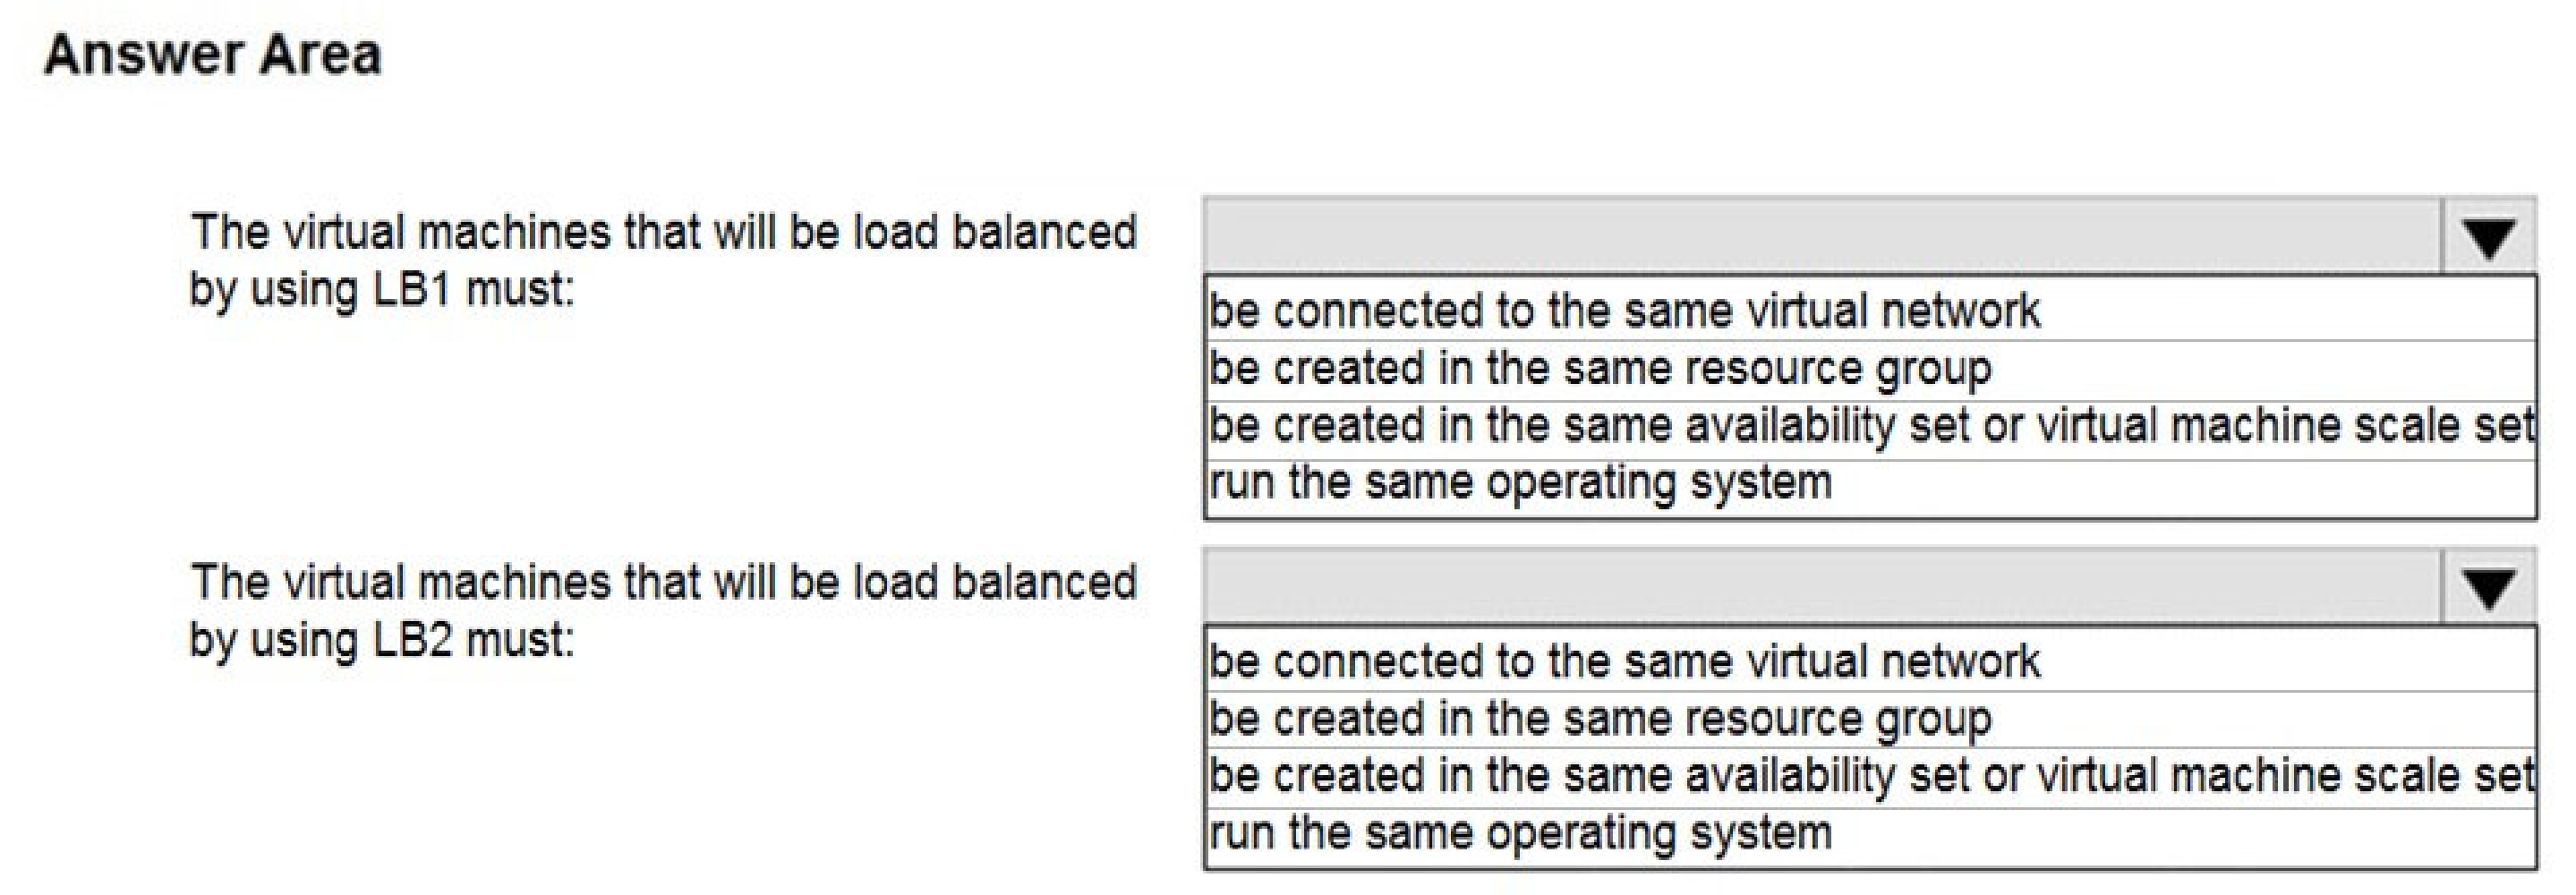 Answer Area
The virtual machines that will be load balanced
by using LB1 must:
be connected to the same virtual network
be created in the same resource group
be created in the same availability set or virtual machine scale set
run the same operating system
The virtual machines that will be load balanced
by using LB2 must:
be connected to the same virtual network
be created in the same resource group
be created in the same availability set or virtual machine scale set
run the same operating system